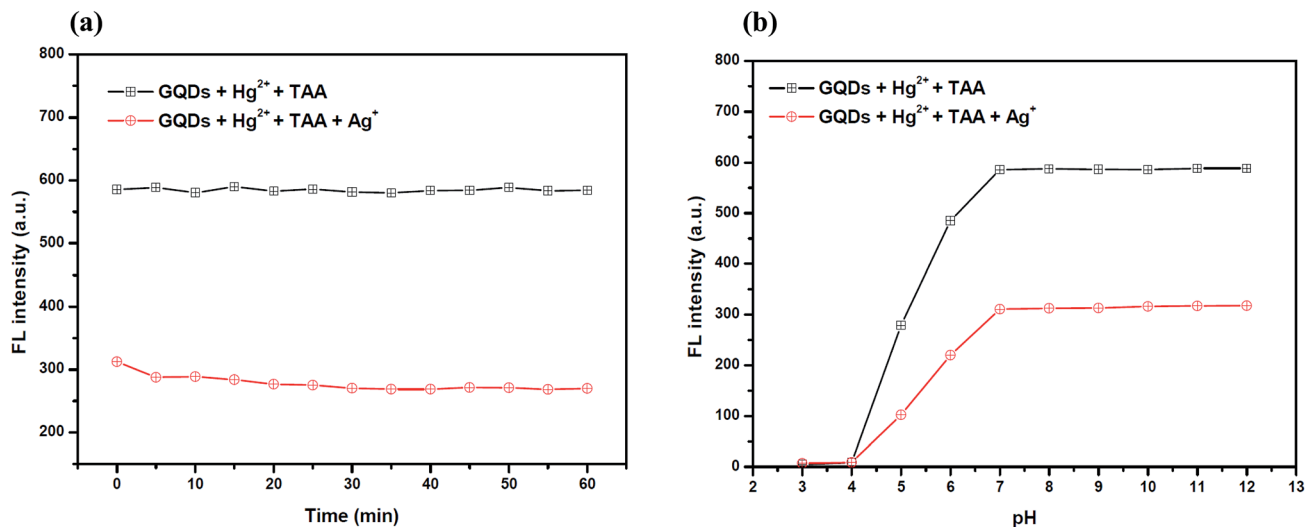 (a)
800
700
600
500
400
300
200
FL intensity (a.u.)
GQDs + Hg²⁺ + TAA
GQDs + Hg²⁺ + TAA + Ag⁺
0 10 20 30 40 50 60
Time (min)
(b)
800
700
600
500
400
300
200
100
0
FL intensity (a.u.)
GQDs + Hg²⁺ + TAA
GQDs + Hg²⁺ + TAA + Ag⁺
2 3 4 5 6 7 8 9 10 11 12 13
pH